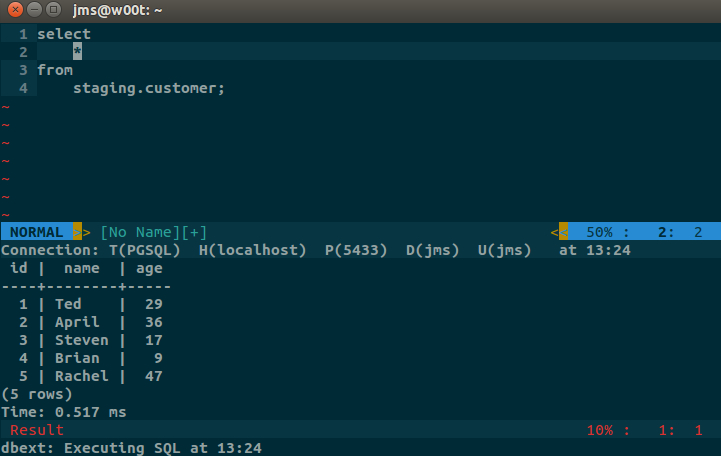 jms@w00t: ~
1 select
2     *
3 from
4     staging.customer;
~
~
~
~
~
~
~
NORMAL >> [No Name][+] << 50% : 2: 2
Connection: T(PGSQL)  H(localhost)  P(5433)  D(jms)  U(jms)   at 13:24
 id |  name  | age
----+--------+-----
  1 | Ted    |  29
  2 | April  |  36
  3 | Steven |  17
  4 | Brian  |   9
  5 | Rachel |  47
(5 rows)
Time: 0.517 ms
Result 10% : 1: 1
dbext: Executing SQL at 13:24